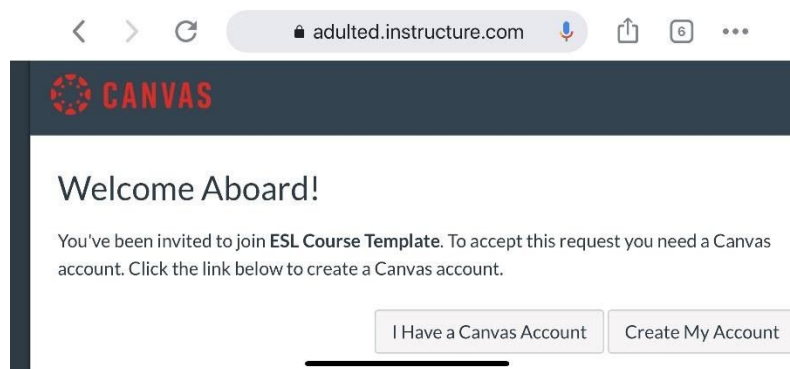 adulted.instructure.com
6
CANVAS
Welcome Aboard!
You've been invited to join ESL Course Template. To accept this request you need a Canvas
account. Click the link below to create a Canvas account.
I Have a Canvas Account Create My Account